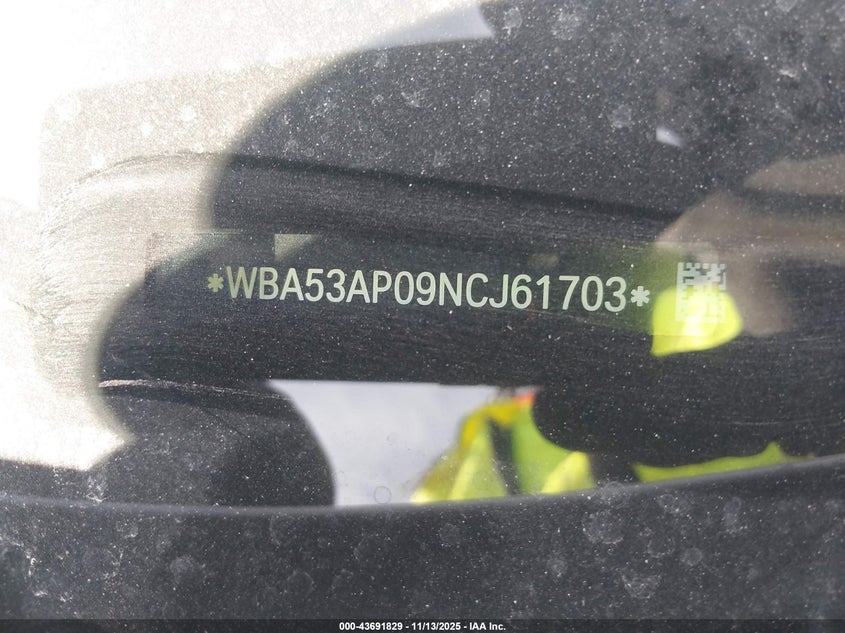 *WBA53AP09NCJ61703*
000-43691829 - 11/13/2025 - IAA Inc.